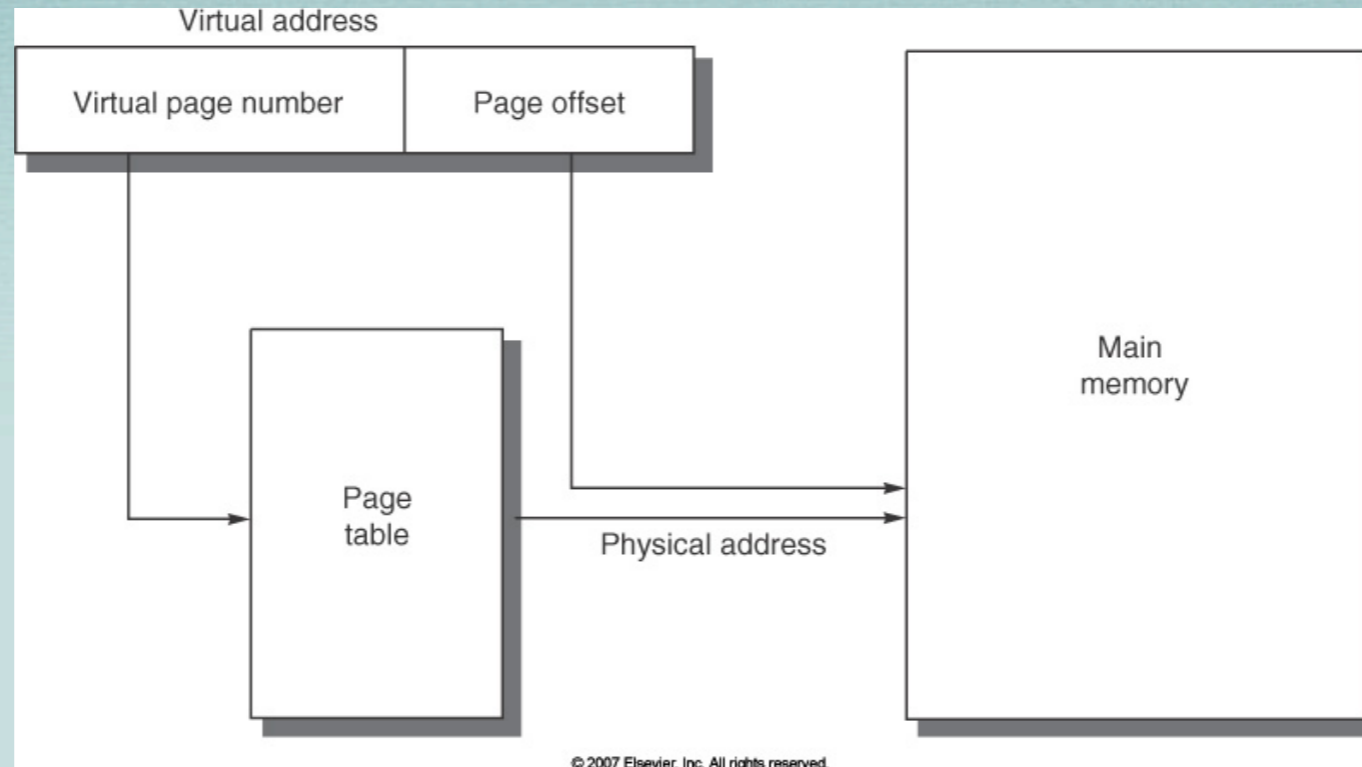 Virtual address
Virtual page number
Page offset
Main
memory
Page
table
Physical address
© 2007 Elsevier, Inc. All rights reserved.